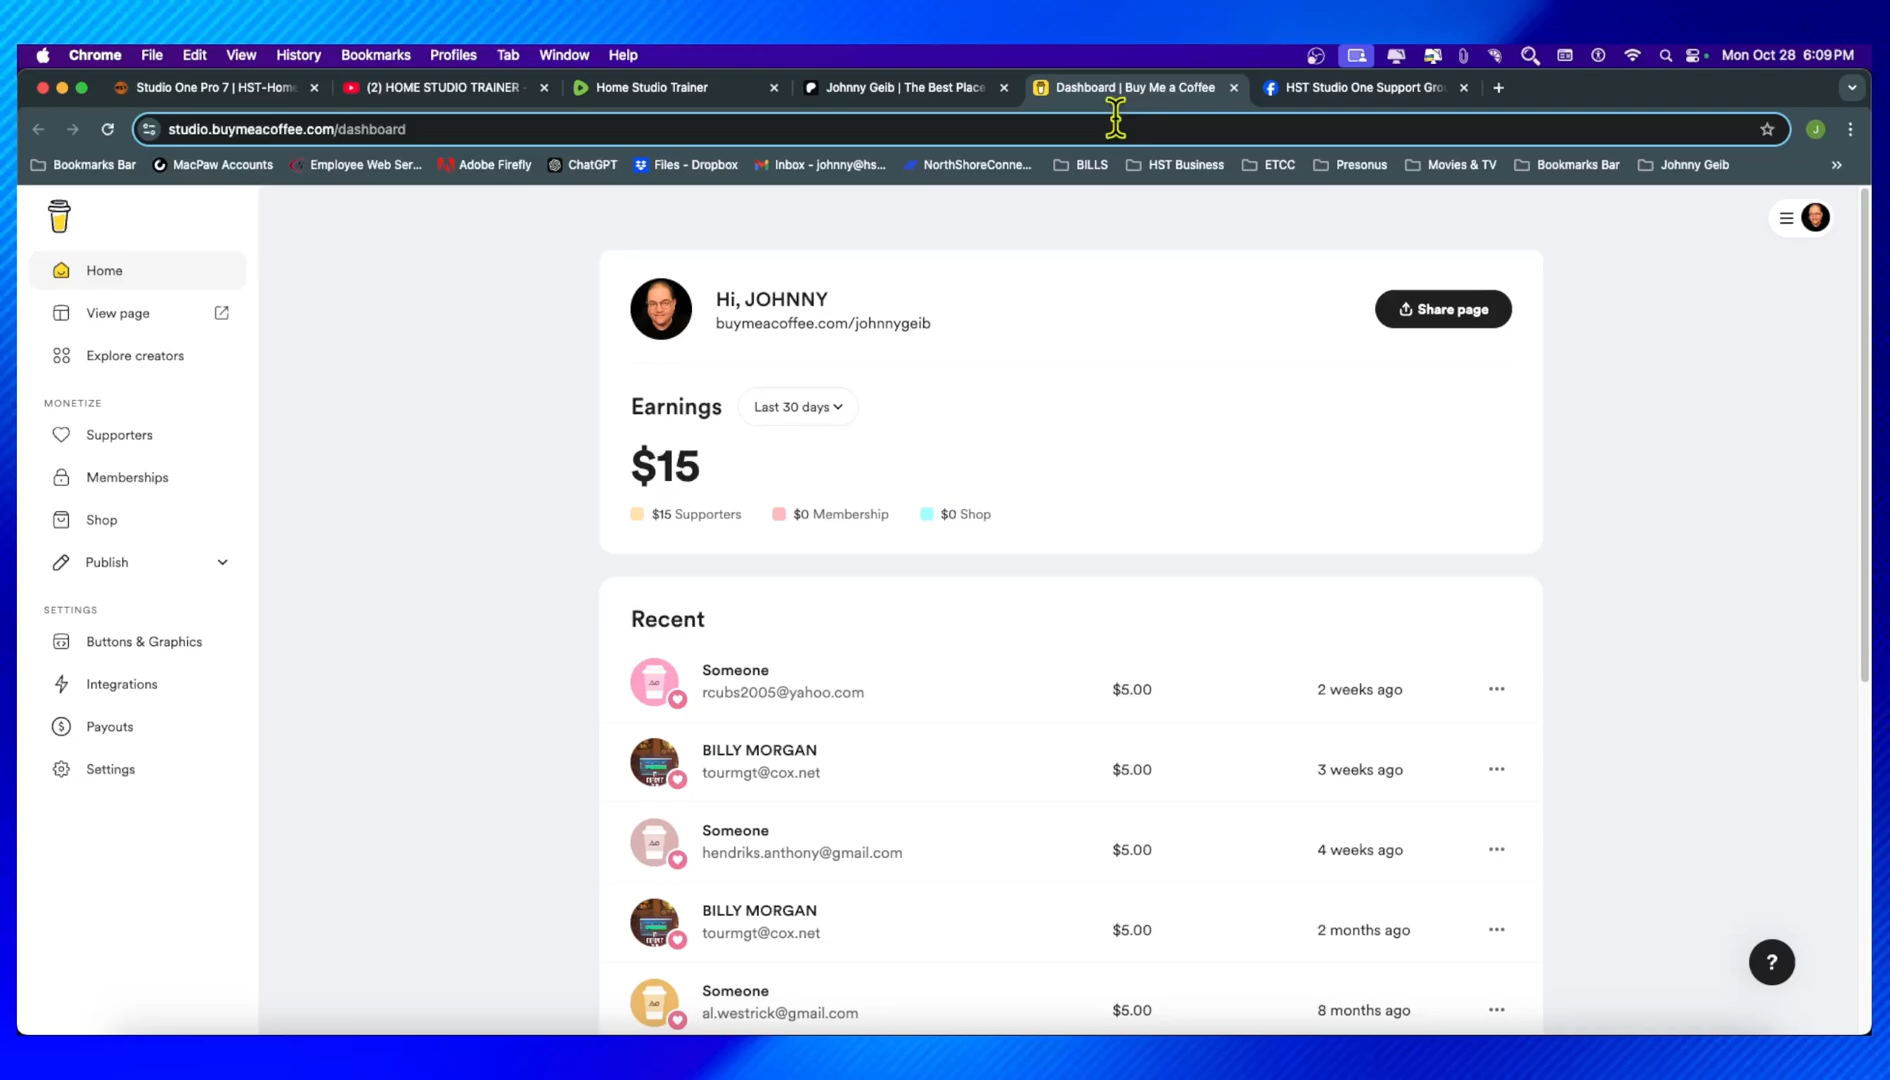 Chrome File Edit View History Bookmarks Profiles Tab Window Help Mon Oct 28 6:09 PM
Studio One Pro 7 | HST-Home (2) HOME STUDIO TRAINER - Home Studio Trainer Johnny Geib | The Best Place Dashboard | Buy Me a Coffee HST Studio One Support Grou
studio.buymeacoffee.com/dashboard J
Bookmarks Bar MacPaw Accounts Employee Web Ser... Adobe Firefly ChatGPT Files - Dropbox Inbox - johnny@hs... NorthShoreConne... BILLS HST Business ETCC Presonus Movies & TV Bookmarks Bar Johnny Geib
Home
View page
Explore creators
MONETIZE
Supporters
Memberships
Shop
Publish
SETTINGS
Buttons & Graphics
Integrations
Payouts
Settings
Hi, JOHNNY
buymeacoffee.com/johnnygeib
Share page
Earnings Last 30 days
$15
$15 Supporters $0 Membership $0 Shop
Recent
Someone
rcubs2005@yahoo.com
$5.00 2 weeks ago
BILLY MORGAN
tourmgt@cox.net
$5.00 3 weeks ago
Someone
hendriks.anthony@gmail.com
$5.00 4 weeks ago
BILLY MORGAN
tourmgt@cox.net
$5.00 2 months ago
Someone
al.westrick@gmail.com
$5.00 8 months ago
?